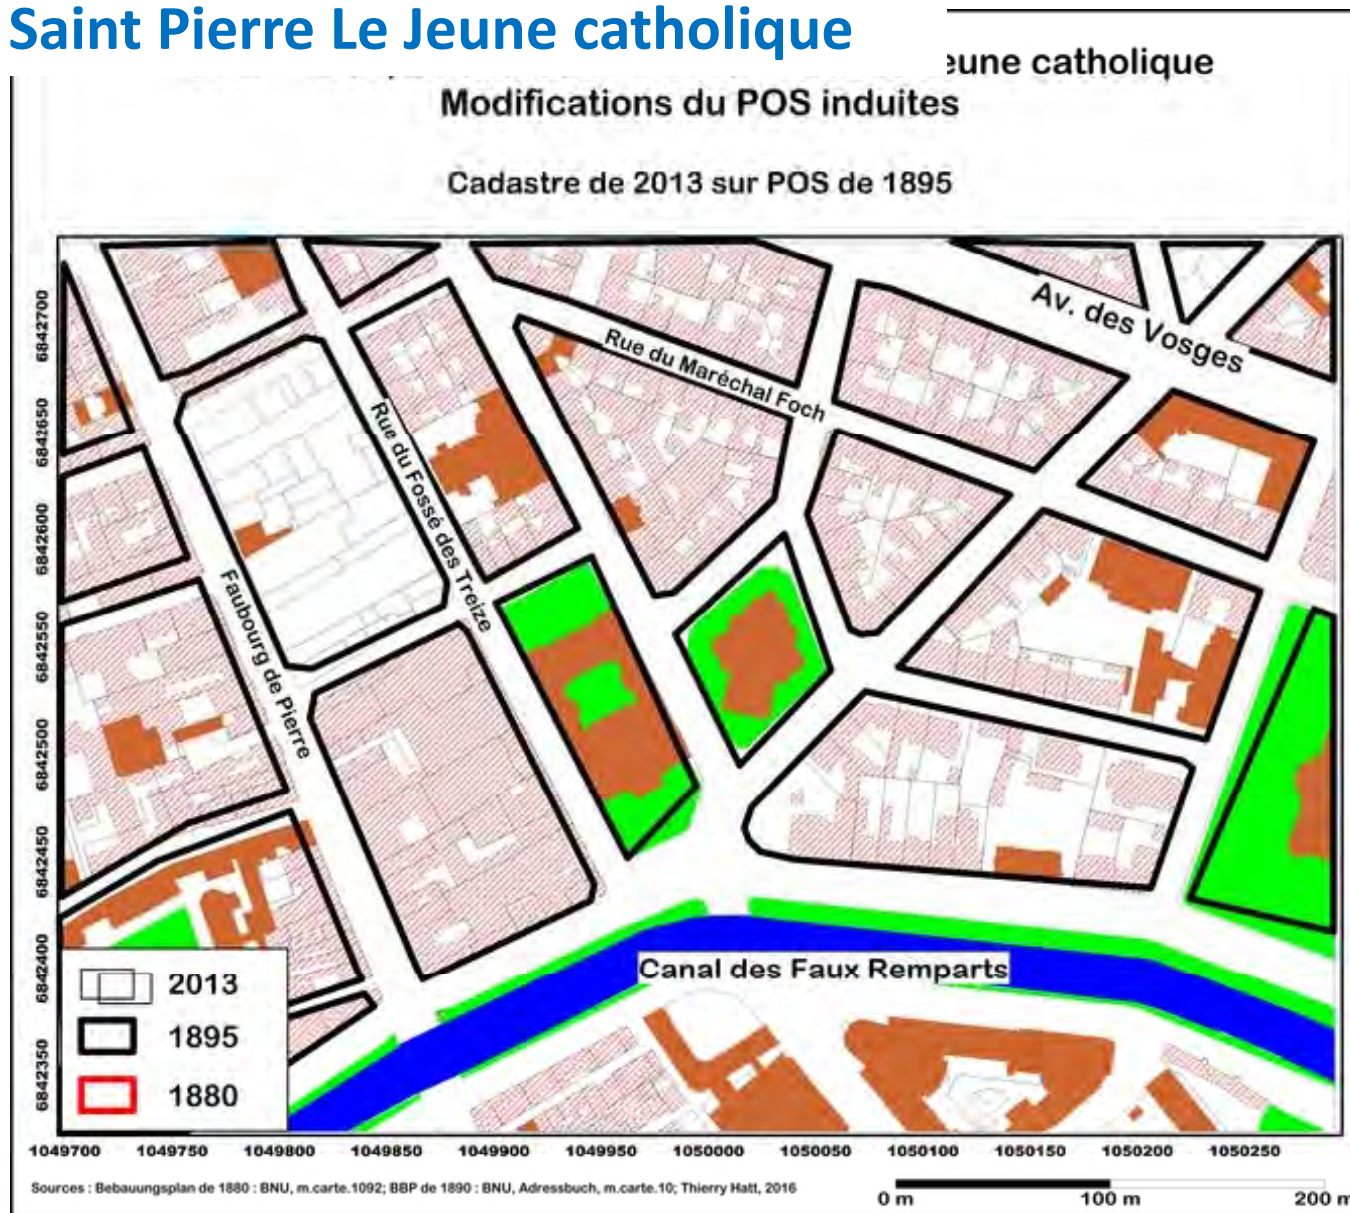 Saint Pierre Le Jeune catholique
eune catholique
Modifications du POS induites
Cadastre de 2013 sur POS de 1895
Av. des Vosges
Rue du Maréchal Foch
Rue du Fossé des Treize
Faubourg de Pierre
Canal des Faux Remparts
6842700
6842650
6842600
6842550
6842500
6842450
6842400
6842350
2013
1895
1880
1049700 1049750 1049800 1049850 1049900 1049950 1050000 1050050 1050100 1050150 1050200 1050250
Sources : Bebauungsplan de 1880 : BNU, m.carte.1092; BBP de 1890 : BNU, Adressbuch, m.carte.10; Thierry Hatt, 2016
0 m 100 m 200 m